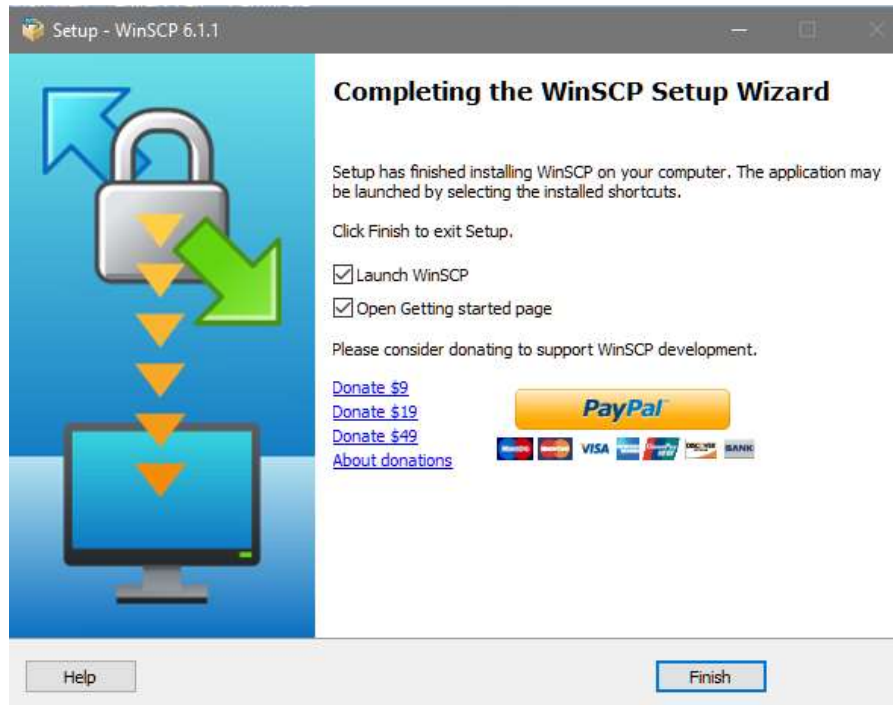 Setup - WinSCP 6.1.1
Completing the WinSCP Setup Wizard
Setup has finished installing WinSCP on your computer. The application may
be launched by selecting the installed shortcuts.
Click Finish to exit Setup.
Launch WinSCP
Open Getting started page
Please consider donating to support WinSCP development.
Donate $9
Donate $19
Donate $49
About donations
PayPal
VISA
DISCOVER
BANK
Help
Finish